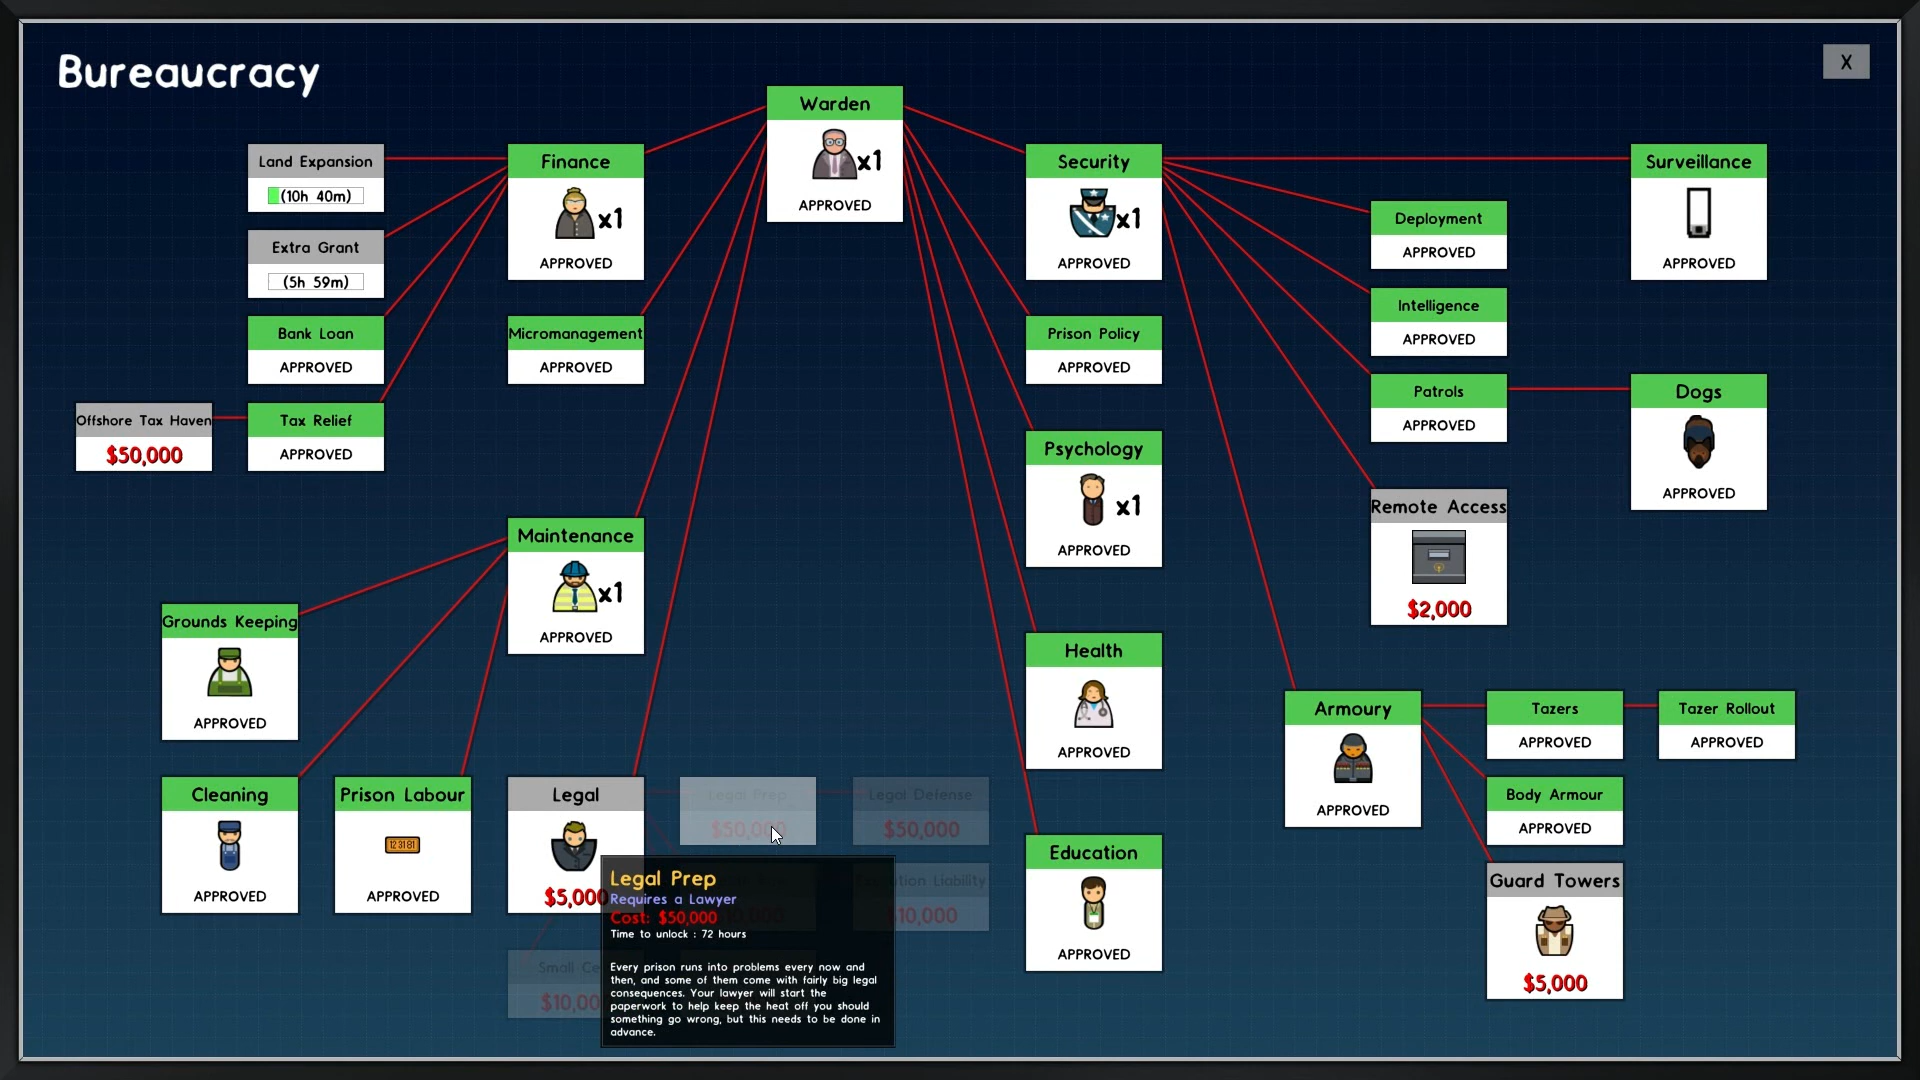 Bureaucracy
X
Warden
x1
APPROVED
Land Expansion
(10h 40m)
Finance
x1
APPROVED
Security
x1
APPROVED
Surveillance
APPROVED
Extra Grant
(5h 59m)
Deployment
APPROVED
Bank Loan
APPROVED
Micromanagement
APPROVED
Prison Policy
APPROVED
Intelligence
APPROVED
Offshore Tax Haven
$50,000
Tax Relief
APPROVED
Patrols
APPROVED
Dogs
APPROVED
Psychology
x1
APPROVED
Remote Access
$2,000
Maintenance
x1
APPROVED
Grounds Keeping
APPROVED
Health
APPROVED
Armoury
APPROVED
Tazers
APPROVED
Tazer Rollout
APPROVED
Cleaning
APPROVED
Prison Labour
APPROVED
Legal
$5,000
Legal Prep
$50,000
Legal Defense
$50,000
Body Armour
APPROVED
Education
APPROVED
Liability
$10,000
Guard Towers
$5,000
Small
Legal Prep
Requires a Lawyer
Cost: $50,000
Time to unlock : 72 hours
Every prison runs into problems every now and
then, and some of them come with fairly big legal
consequences. Your lawyer will start the
paperwork to help keep the heat off you should
something go wrong, but this needs to be done in
advance.